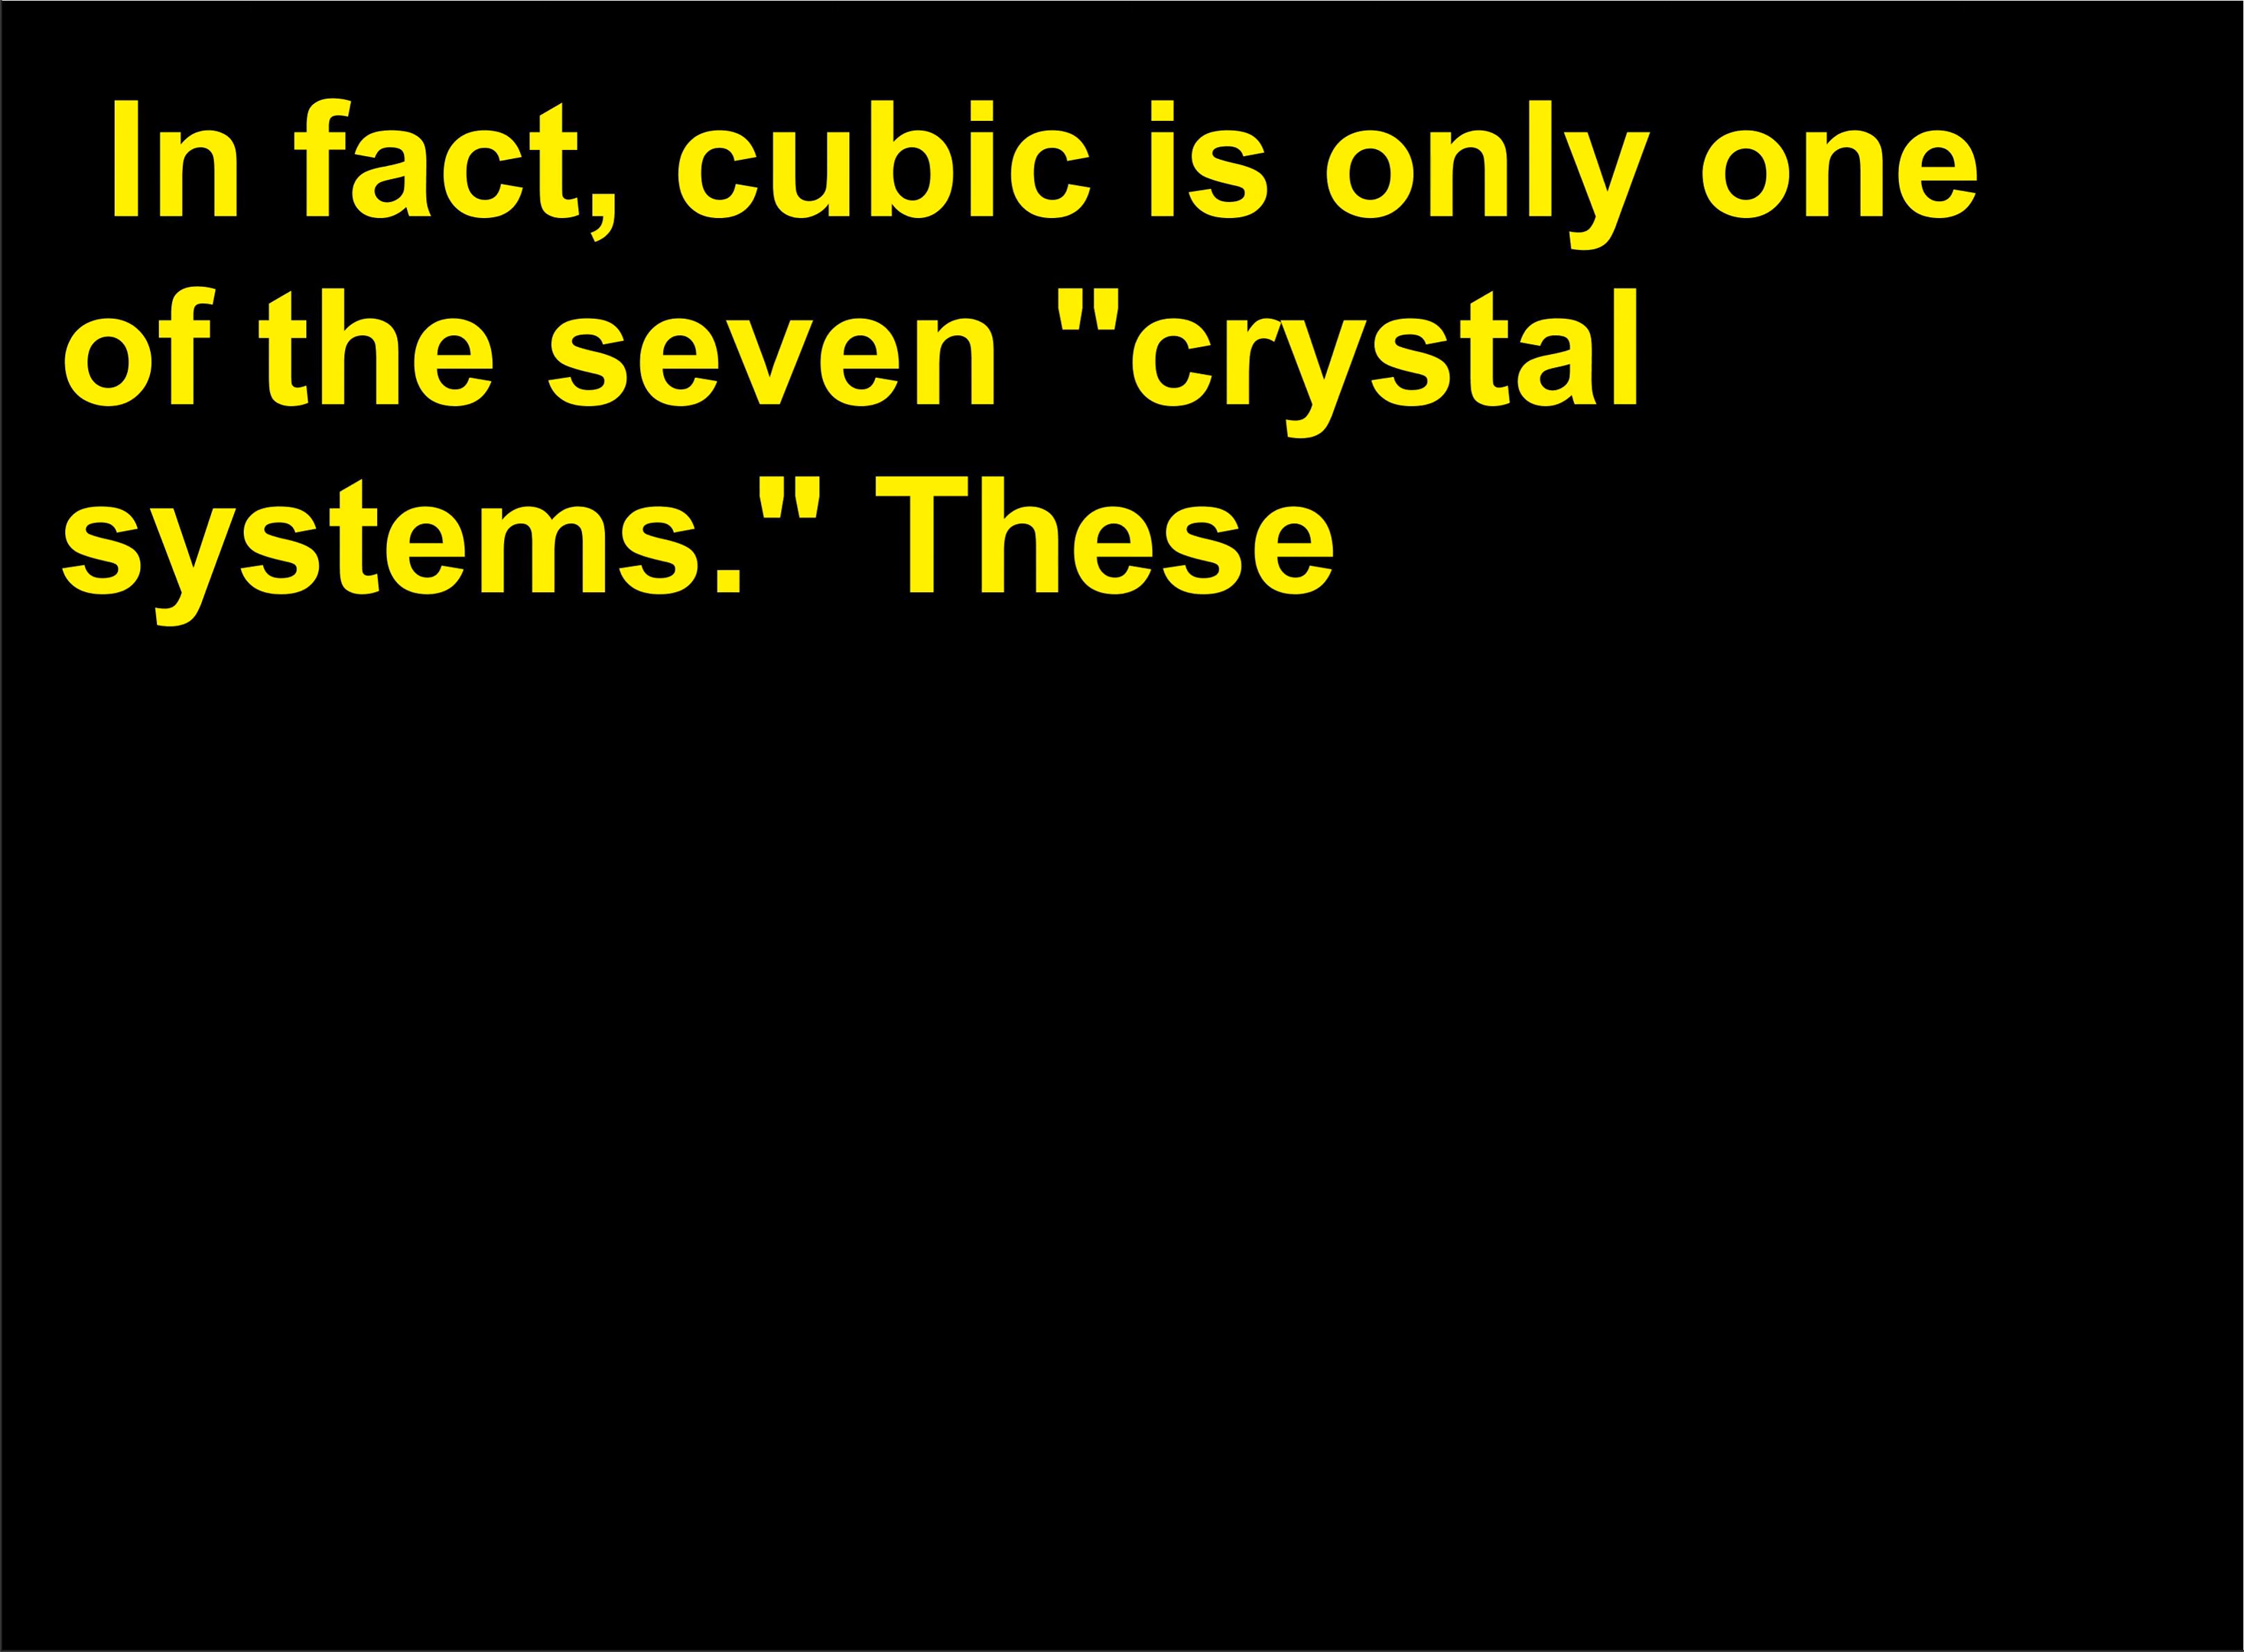 In fact, cubic is only one
of the seven "crystal
systems." These